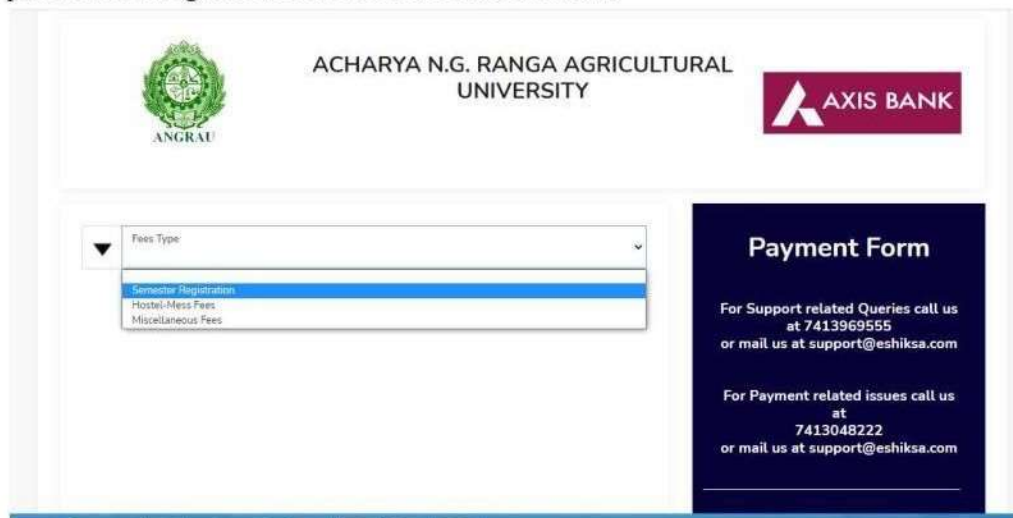 ACHARYA N.G. RANGA AGRICULTURAL
UNIVERSITY
ANGRAU
AXIS BANK
Fees Type
Semester Registration
Hostel-Mess Fees
Miscellaneous Fees
Payment Form
For Support related Queries call us
at 7413969555
or mail us at support@eshiksa.com
For Payment related issues call us
at
7413048222
or mail us at support@eshiksa.com